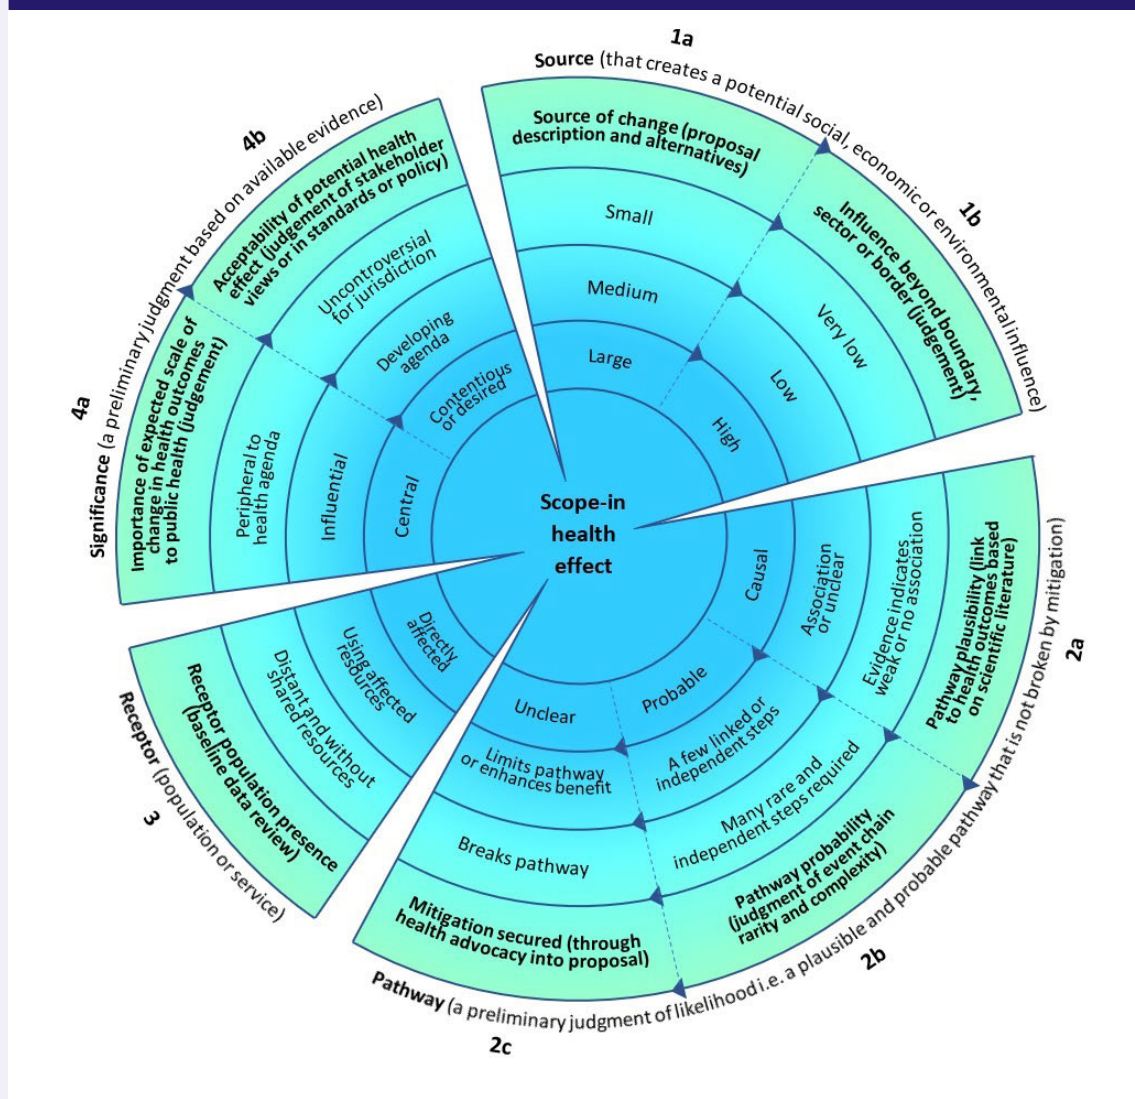 1a
Source (that creates a potential social, economic or environmental influence)
Source of change (proposal
description and alternatives)
Small
Medium
Large
1b
Influence beyond boundary,
sector or border (judgement)
Very low
Low
High
2a
Pathway plausibility (link
to health outcomes based
on scientific literature)
Evidence indicates
weak or no association
Association
or unclear
Causal
2b
Pathway probability
(judgment of event chain
rarity and complexity)
Many rare and
independent steps required
A few linked or
independent steps
Probable
2c
Pathway (a preliminary judgment of likelihood i.e. a plausible and probable pathway that is not broken by mitigation)
Mitigation secured (through
health advocacy into proposal)
Breaks pathway
Limits pathway
or enhances benefit
Unclear
3
Receptor (population or service)
Receptor population presence
(baseline data review)
Distant and without
shared resources
Using affected
resources
Directly
affected
4a
Significance (a preliminary judgment based on available evidence)
Importance of expected scale of
change in health outcomes
to public health (judgement)
Peripheral to
health agenda
Influential
Central
4b
Acceptability of potential health
effect (judgement of stakeholder
views or in standards or policy)
Uncontroversial
for jurisdiction
Developing
agenda
Contentious
or desired
Scope-in
health
effect